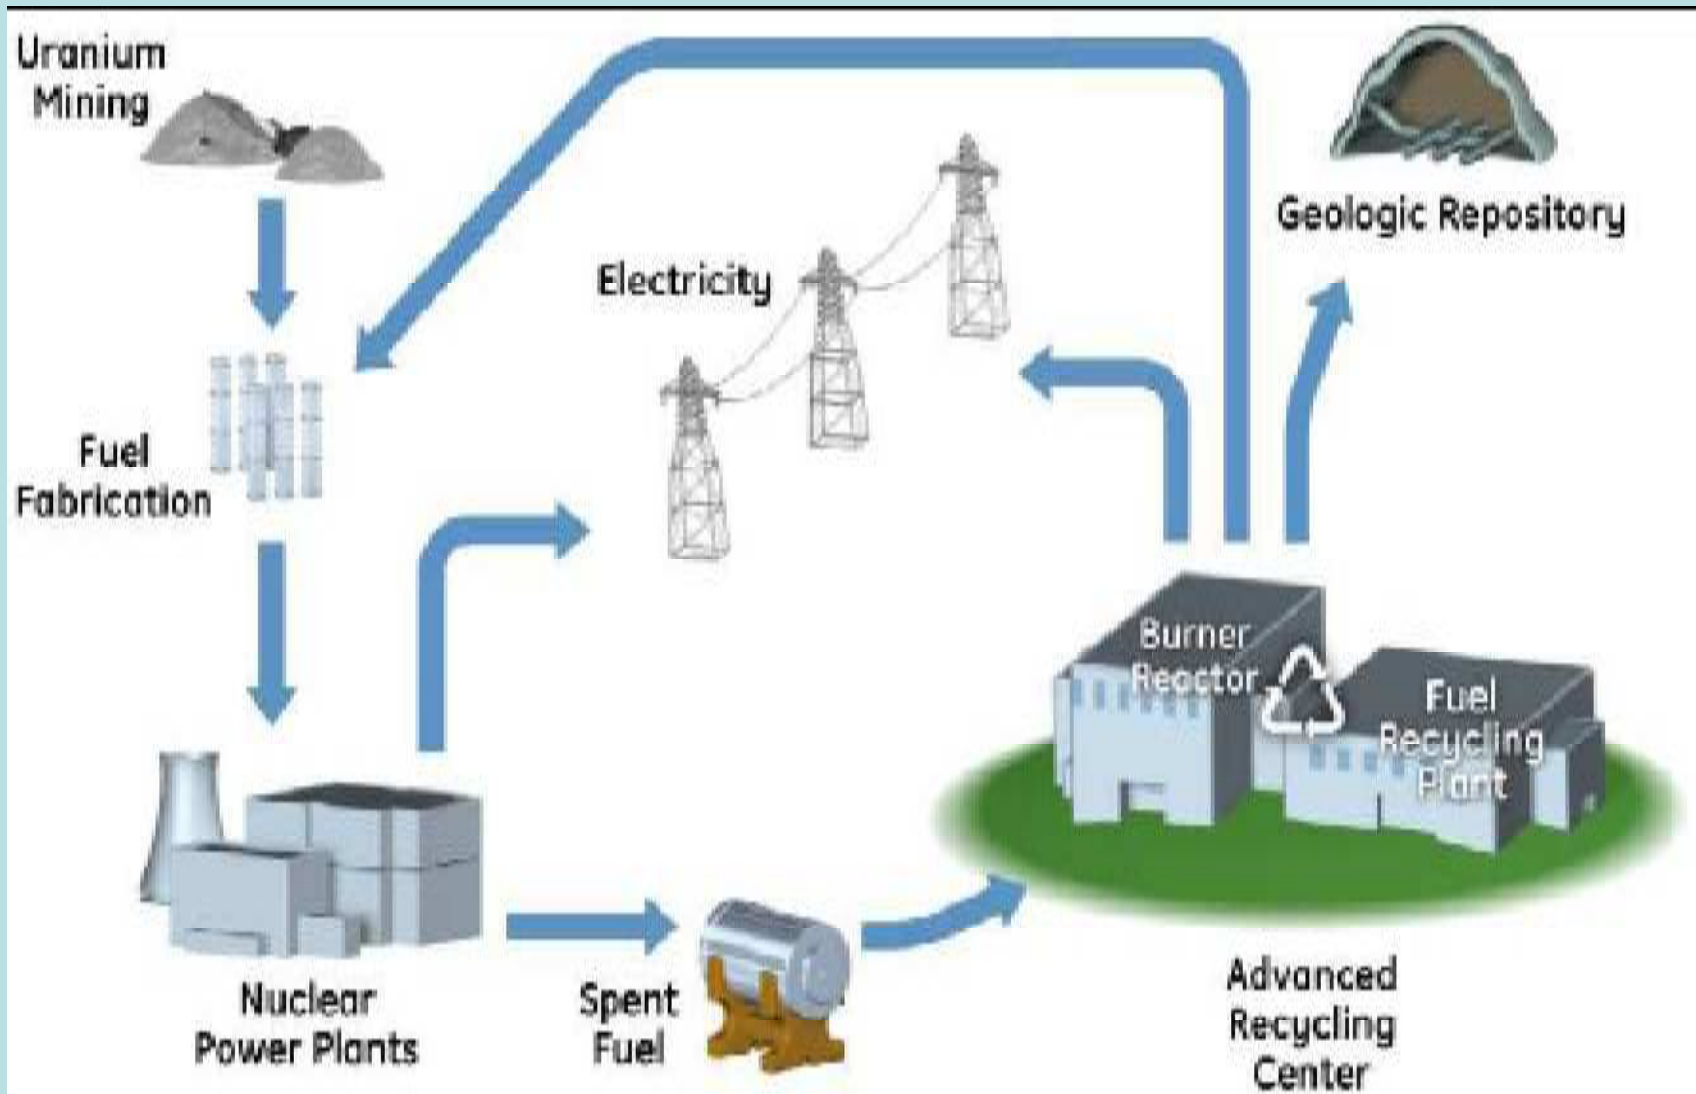 Uranium
Mining
Geologic Repository
Electricity
Fuel
Fabrication
Burner
Reactor
Fuel
Recycling
Plant
Nuclear
Power Plants
Spent
Fuel
Advanced
Recycling
Center